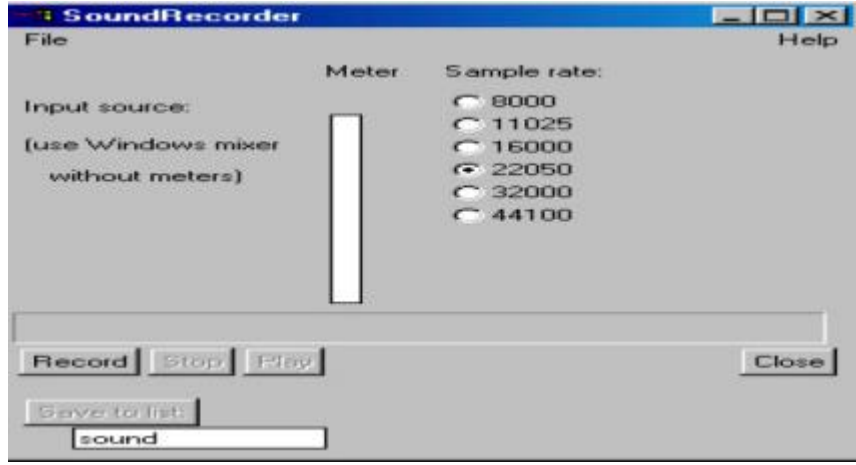 SoundRecorder
File Help
Meter Sample rate:
Input source:
(use Windows mixer
without meters)
8000
11025
16000
22050
32000
44100
Record Stop Play Close
Save to list:
sound